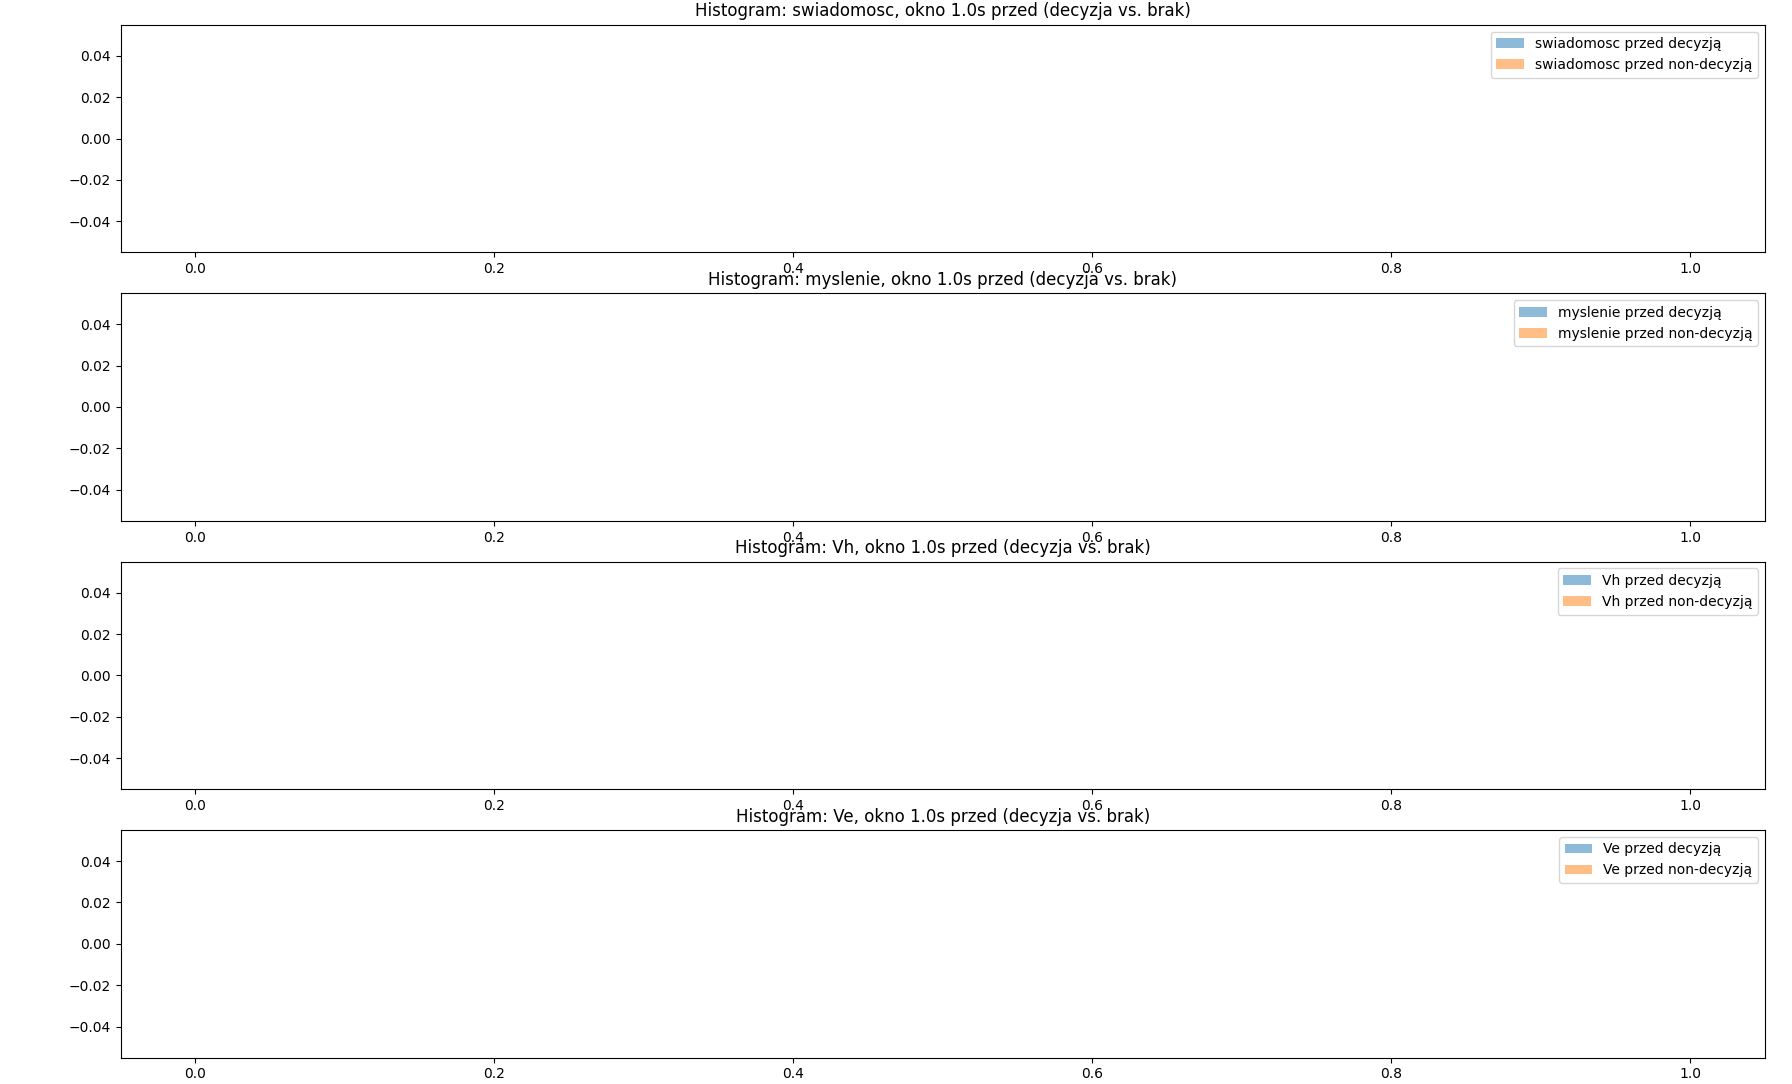 Histogram: swiadomosc, okno 1.0s przed (decyzja vs. brak)
swiadomosc przed decyzją
swiadomosc przed non-decyzją
0.04
0.02
0.00
−0.02
−0.04
0.0 0.2 0.4 0.6 0.8 1.0
Histogram: myslenie, okno 1.0s przed (decyzja vs. brak)
myslenie przed decyzją
myslenie przed non-decyzją
0.04
0.02
0.00
−0.02
−0.04
0.0 0.2 0.4 0.6 0.8 1.0
Histogram: Vh, okno 1.0s przed (decyzja vs. brak)
Vh przed decyzją
Vh przed non-decyzją
0.04
0.02
0.00
−0.02
−0.04
0.0 0.2 0.4 0.6 0.8 1.0
Histogram: Ve, okno 1.0s przed (decyzja vs. brak)
Ve przed decyzją
Ve przed non-decyzją
0.04
0.02
0.00
−0.02
−0.04
0.0 0.2 0.4 0.6 0.8 1.0